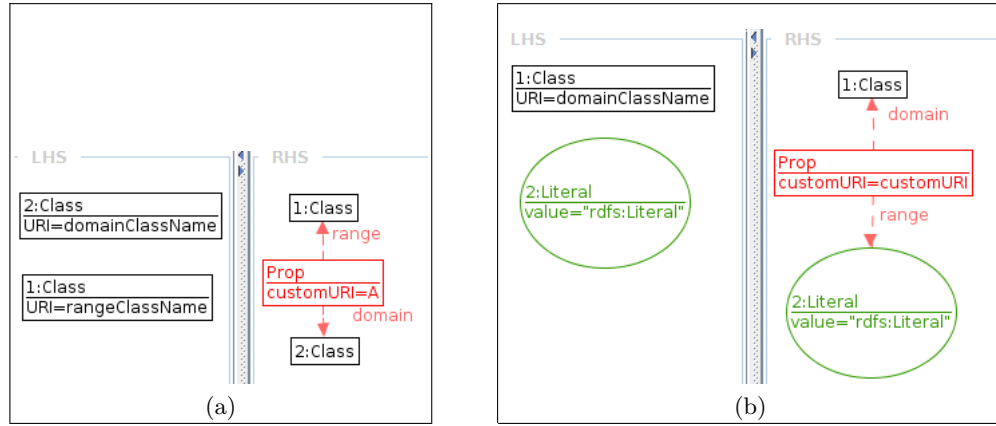 LHS
RHS
2:Class
URI=domainClassName
1:Class
URI=rangeClassName
1:Class
range
Prop
customURI=A
domain
2:Class
(a)
LHS
RHS
1:Class
URI=domainClassName
2:Literal
value="rdfs:Literal"
1:Class
domain
Prop
customURI=customURI
range
2:Literal
value="rdfs:Literal"
(b)